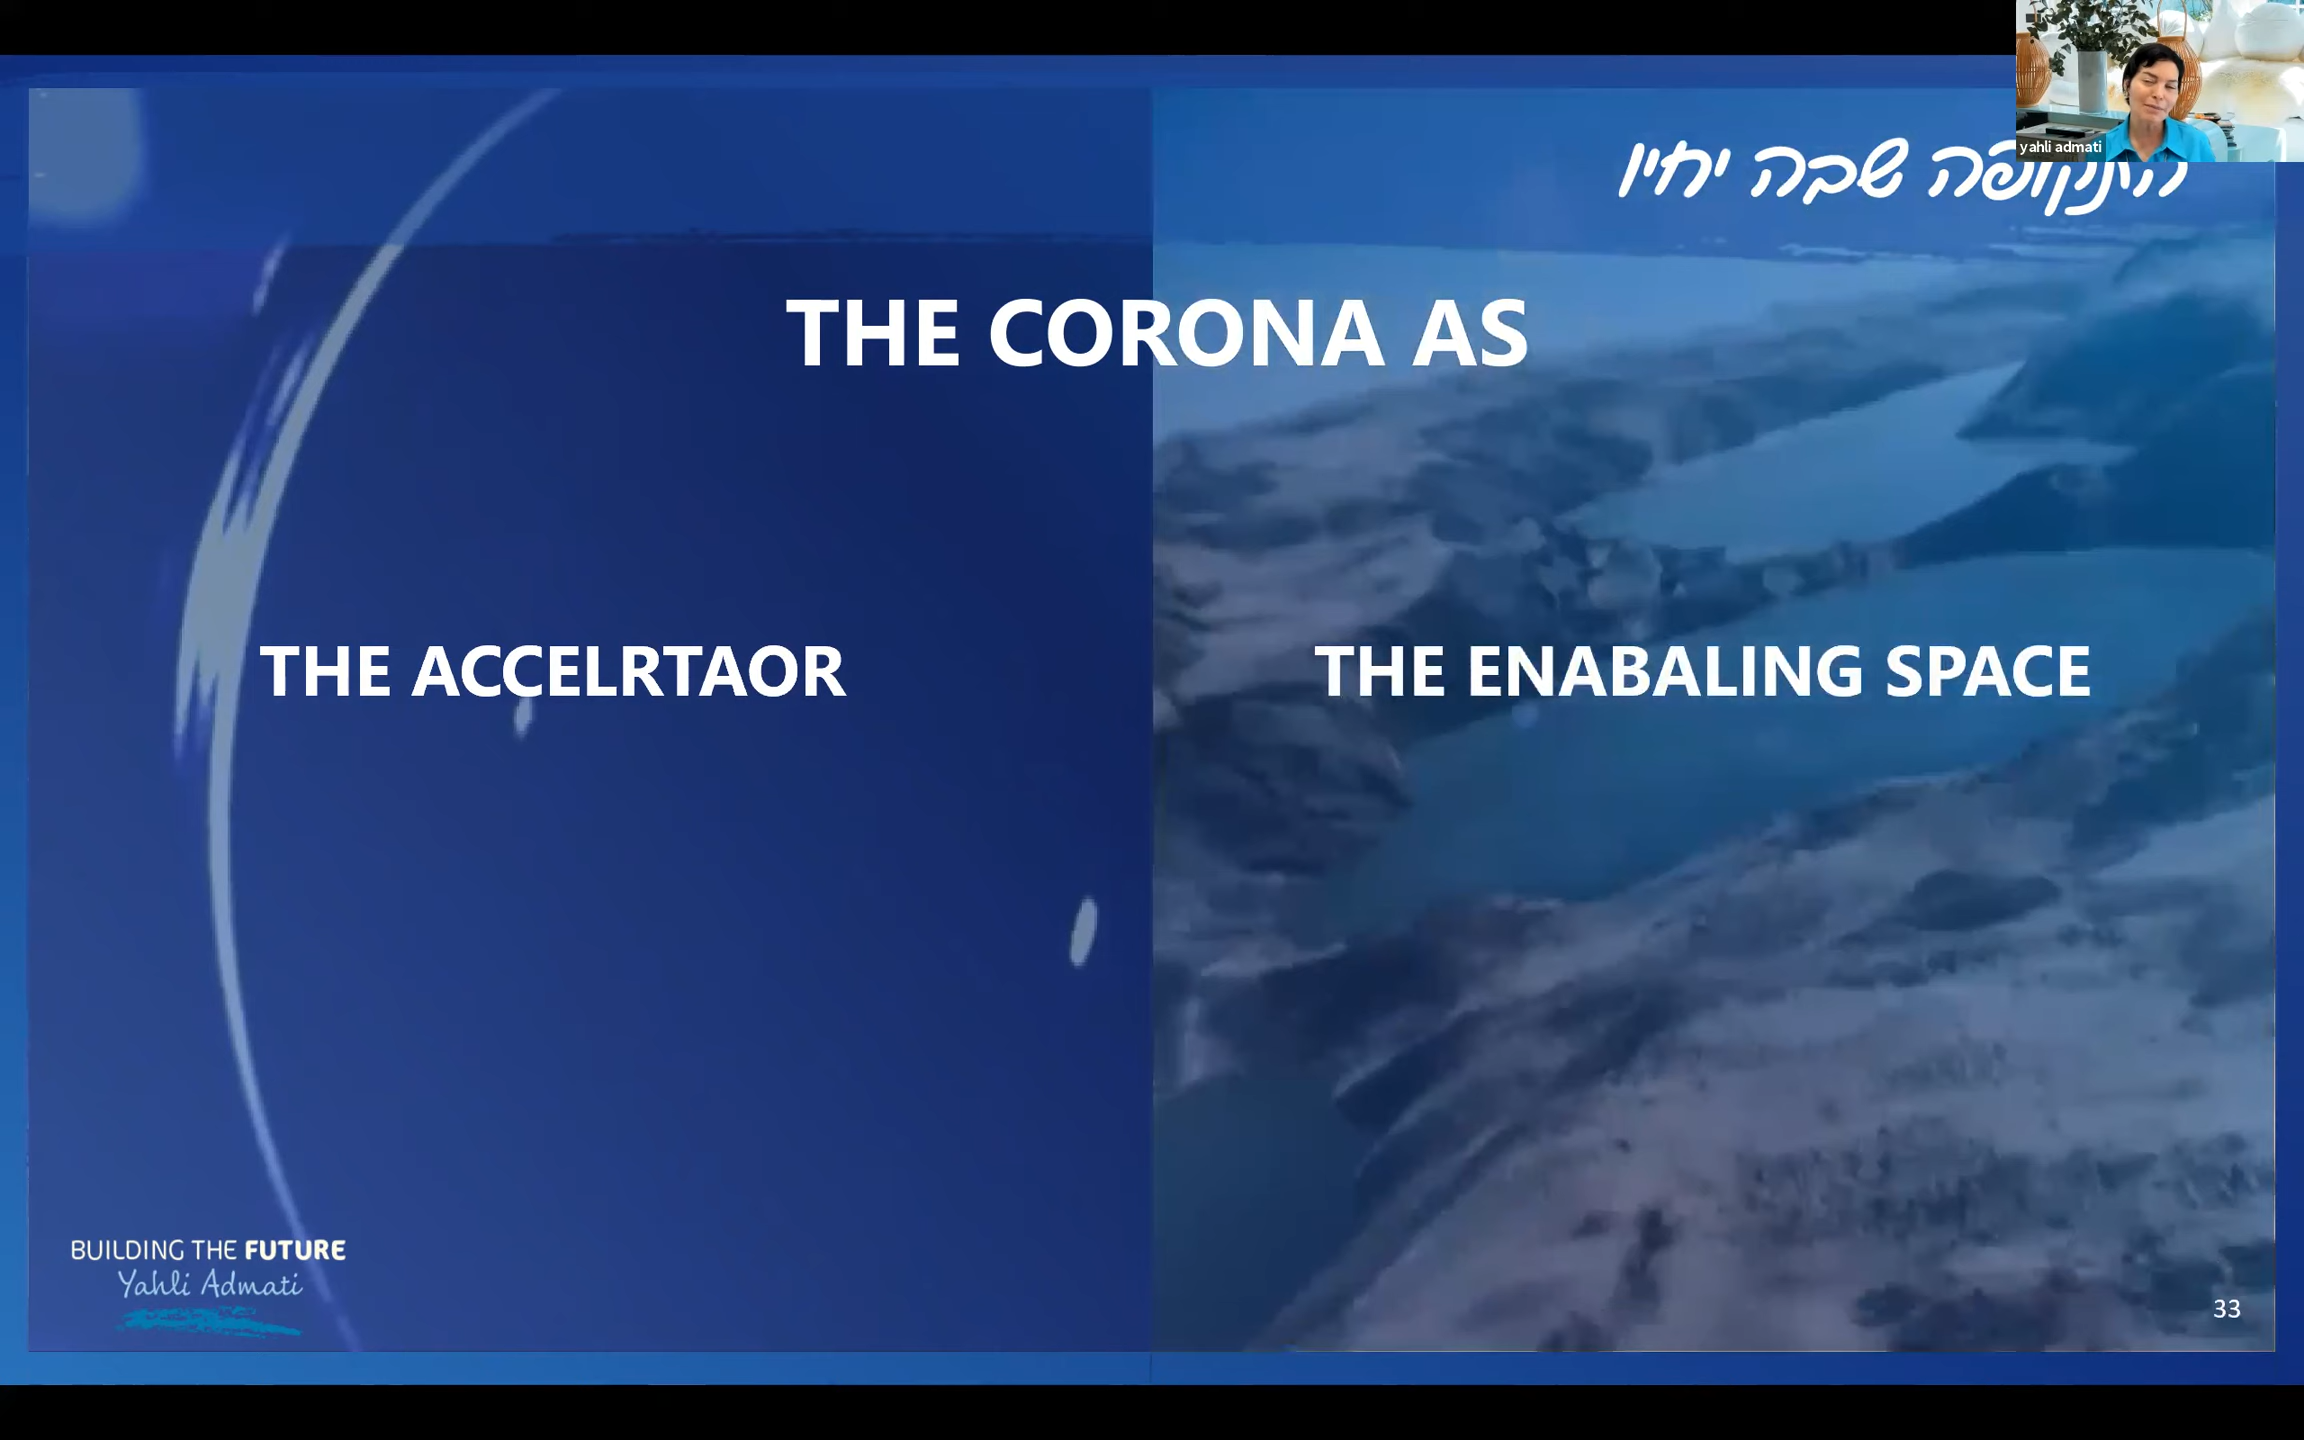 yahli admati
התקופה שבה יחיו
THE CORONA AS
THE ACCELRTAOR
THE ENABALING SPACE
BUILDING THE FUTURE
Yahli Admati
33